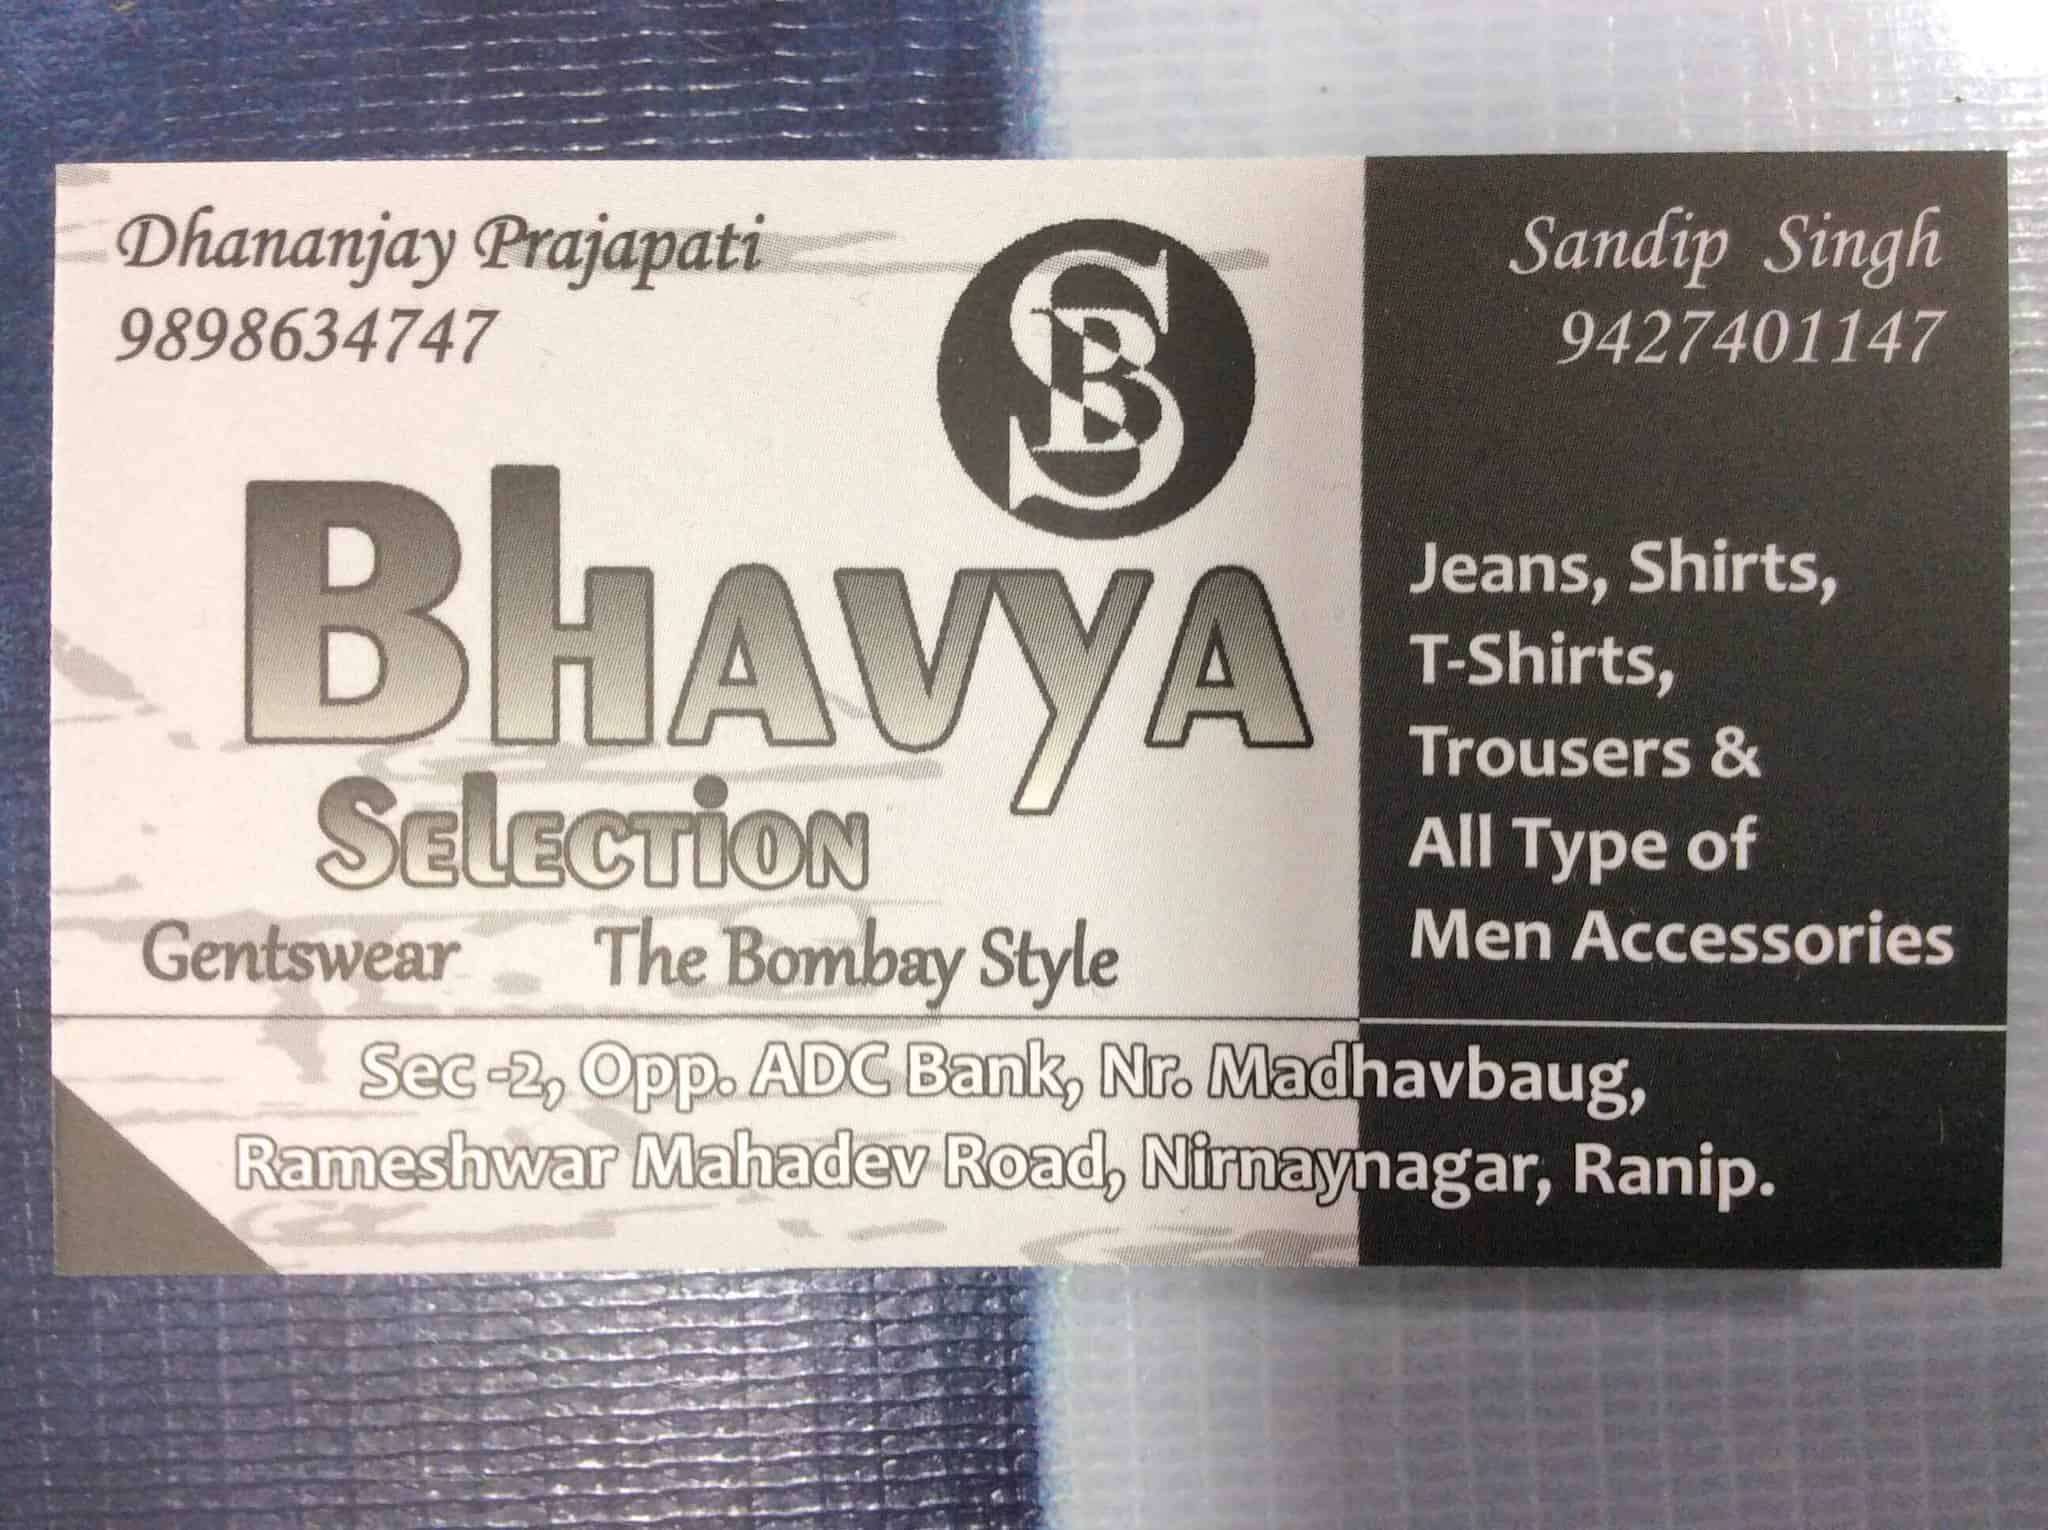 Dhananjay Prajapati
9898634747
SB
Sandip Singh
9427401147
Bhavya
Selection
Gentswear The Bombay Style
Jeans, Shirts,
T-Shirts,
Trousers &
All Type of
Men Accessories
Sec -2, Opp. ADC Bank, Nr. Madhavbaug,
Rameshwar Mahadev Road, Nirnaynagar, Ranip.